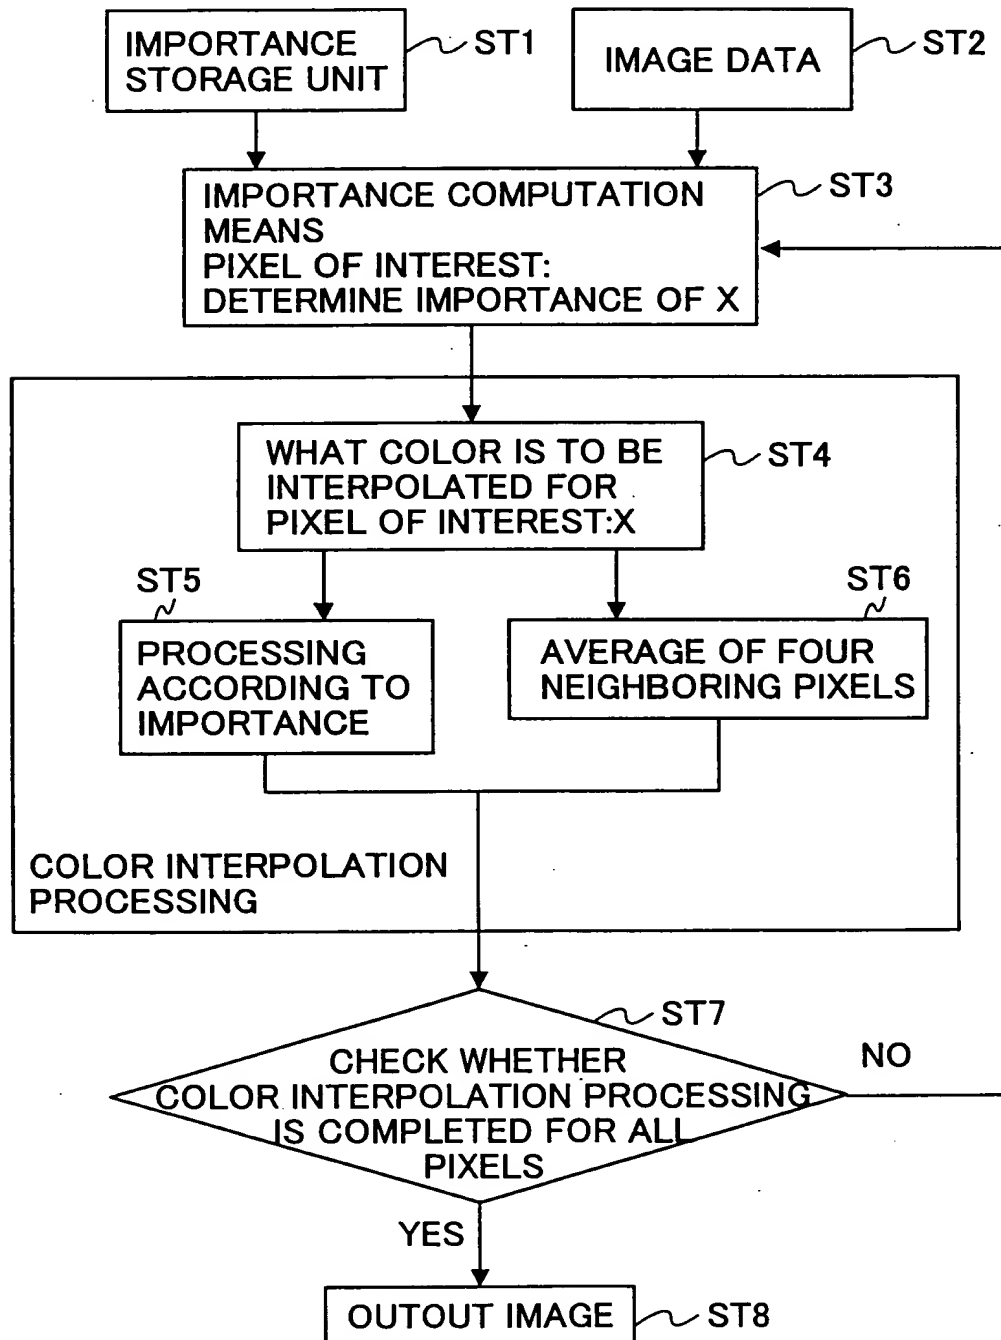 IMPORTANCE
STORAGE UNIT
ST1
IMAGE DATA
ST2
IMPORTANCE COMPUTATION
MEANS
PIXEL OF INTEREST:
DETERMINE IMPORTANCE OF X
ST3
WHAT COLOR IS TO BE
INTERPOLATED FOR
PIXEL OF INTEREST:X
ST4
ST5
PROCESSING
ACCORDING TO
IMPORTANCE
ST6
AVERAGE OF FOUR
NEIGHBORING PIXELS
COLOR INTERPOLATION
PROCESSING
ST7
CHECK WHETHER
COLOR INTERPOLATION PROCESSING
IS COMPLETED FOR ALL
PIXELS
NO
YES
OUTOUT IMAGE
ST8